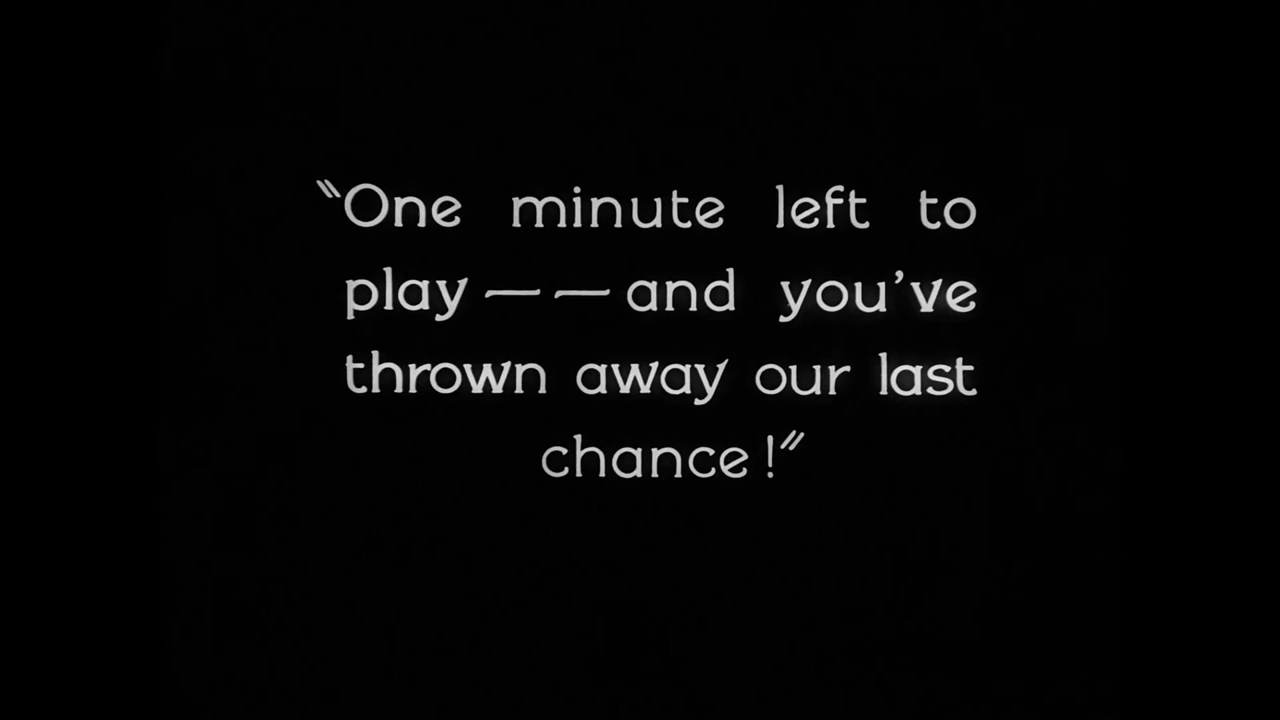 “One minute left to
play — — and you’ve
thrown away our last
chance!”